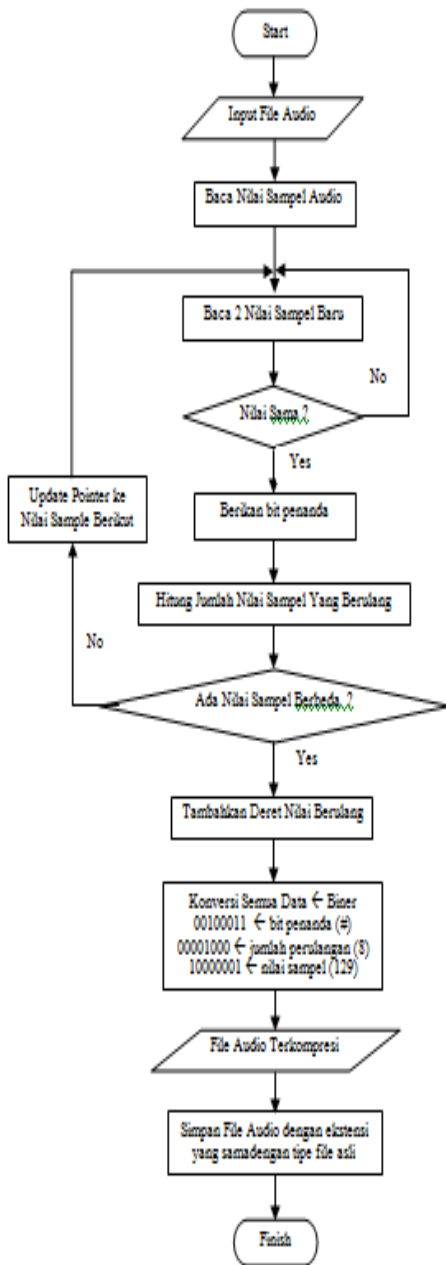 Start
Input File Audio
Baca Nilai Sampel Audio
Baca 2 Nilai Sampel Baru
No
Nilai Sama ?
Yes
Update Pointer ke
Nilai Sample Berikut
Berikan bit penanda
Hitung Jumlah Nilai Sampel Yang Berulang
No
Ada Nilai Sampel Berbeda ?
Yes
Tambahkan Deret Nilai Berulang
Konversi Semua Data ← Biner
00100011 ← bit penanda (#)
00001000 ← jumlah perulangan (8)
10000001 ← nilai sampel (129)
File Audio Terkompresi
Simpan File Audio dengan ekstensi
yang samadengan tipe file asli
Finish